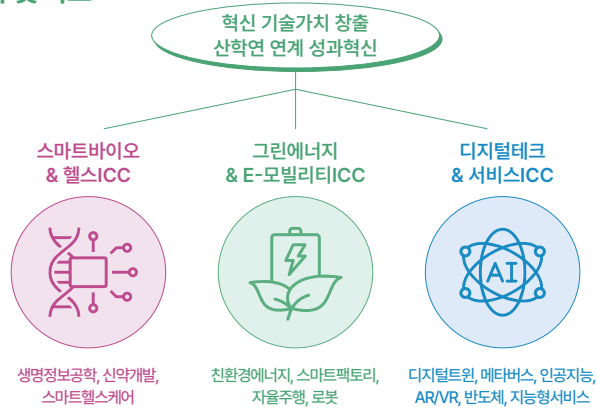 혁신 기술가치 창출
산학연 연계 성과혁신
스마트바이오
& 헬스ICC
그린에너지
& E-모빌리티ICC
디지털테크
& 서비스ICC
AI
생명정보공학, 신약개발,
스마트헬스케어
친환경에너지, 스마트팩토리,
자율주행, 로봇
디지털트윈, 메타버스, 인공지능,
AR/VR, 반도체, 지능형서비스